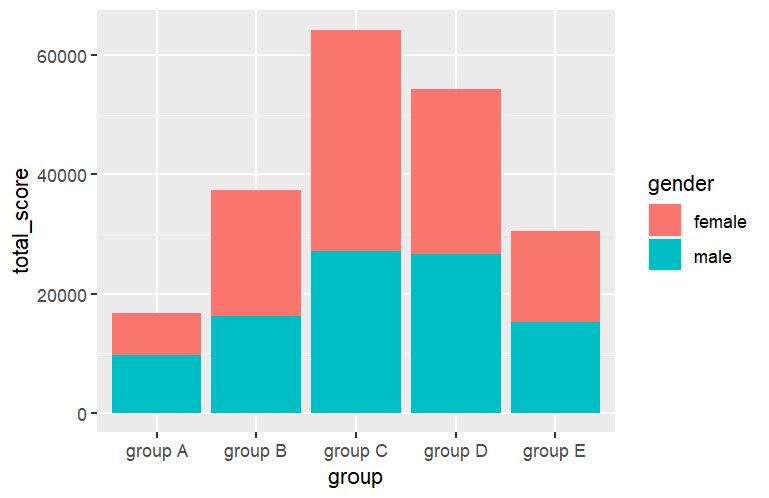 total_score
60000
40000
20000
0
group A group B group C group D group E
group
gender
female
male